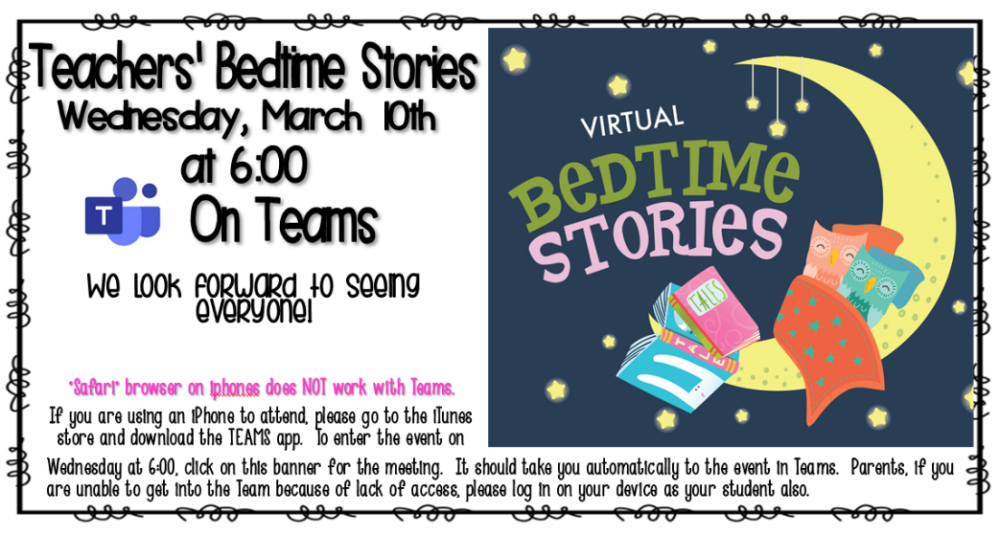 Teachers' Bedtime Stories
Wednesday, March 10th
at 6:00
T
On Teams
We look forward to seeing
everyone!
"Safari" browser on iphones does NOT work with Teams.
If you are using an iPhone to attend, please go to the iTunes
store and download the TEAMS app. To enter the event on
Wednesday at 6:00, click on this banner for the meeting. It should take you automatically to the event in Teams. Parents, if you
are unable to get into the Team because of lack of access, please log in on your device as your student also.
VIRTUAL
BEDTIME
STORIES
TALES
TALE